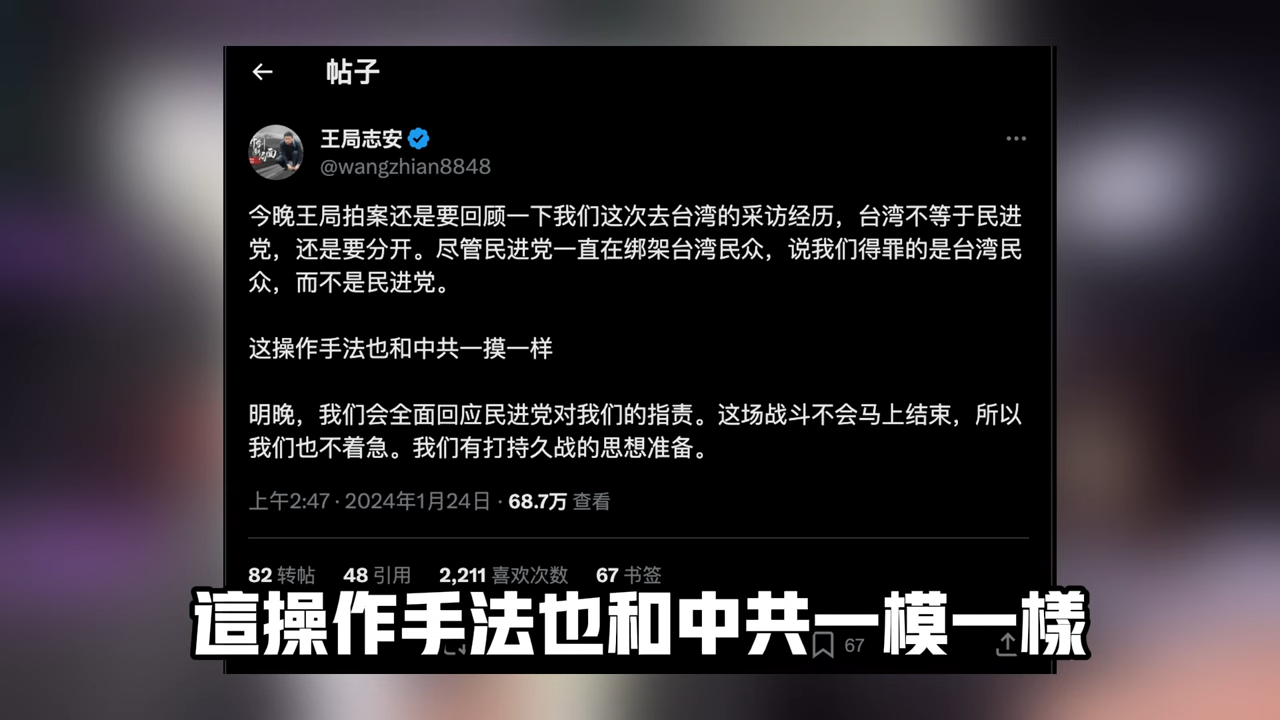 帖子
王局志安
@wangzhian8848
今晚王局拍案还是要回顾一下我们这次去台湾的采访经历，台湾不等于民进
党，还是要分开。尽管民进党一直在绑架台湾民众，说我们得罪的是台湾民
众，而不是民进党。
这操作手法也和中共一摸一样
明晚，我们会全面回应民进党对我们的指责。这场战斗不会马上结束，所以
我们也不着急。我们有打持久战的思想准备。
上午2:47 · 2024年1月24日 · 68.7万 查看
82 转帖 48 引用 2,211 喜欢次数 67 书签
這操作手法也和中共一模一樣
67